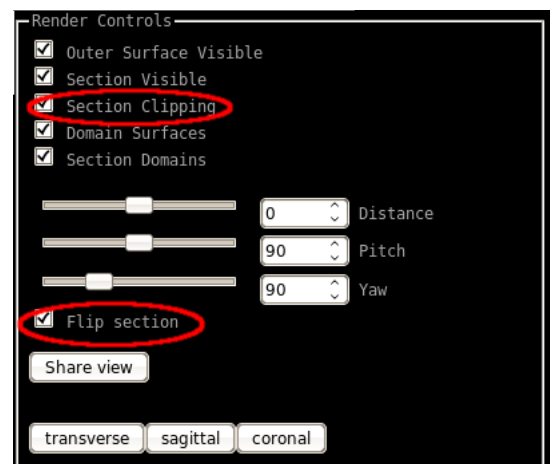 Render Controls
Outer Surface Visible
Section Visible
Section Clipping
Domain Surfaces
Section Domains
0 Distance
90 Pitch
90 Yaw
Flip section
Share view
transverse sagittal coronal